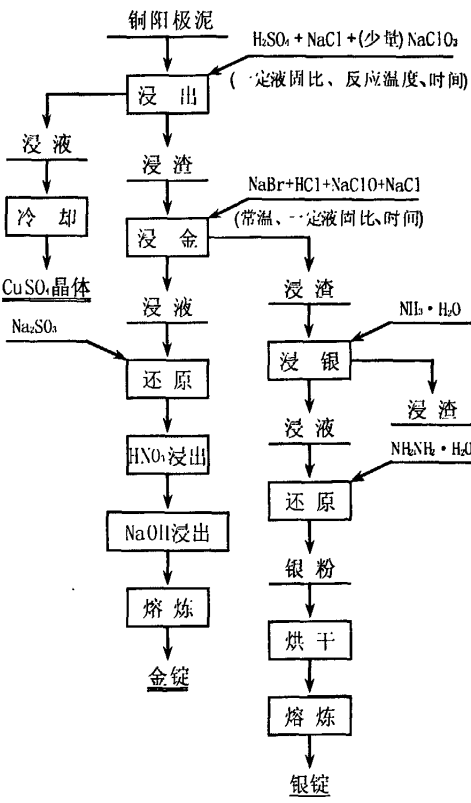 铜阳极泥
H₂SO₄ + NaCl + (少量) NaClO₃
(一定液固比、反应温度、时间)
浸出
浸液
浸渣
冷却
CuSO₄晶体
NaBr+HCl+NaClO+NaCl
(常温、一定液固比、时间)
浸金
浸液
浸渣
Na₂SO₃
NH₃·H₂O
还原
浸银
浸渣
浸液
HNO₃浸出
NH₂NH₂·H₂O
还原
NaOH浸出
银粉
熔炼
烘干
金锭
熔炼
银锭